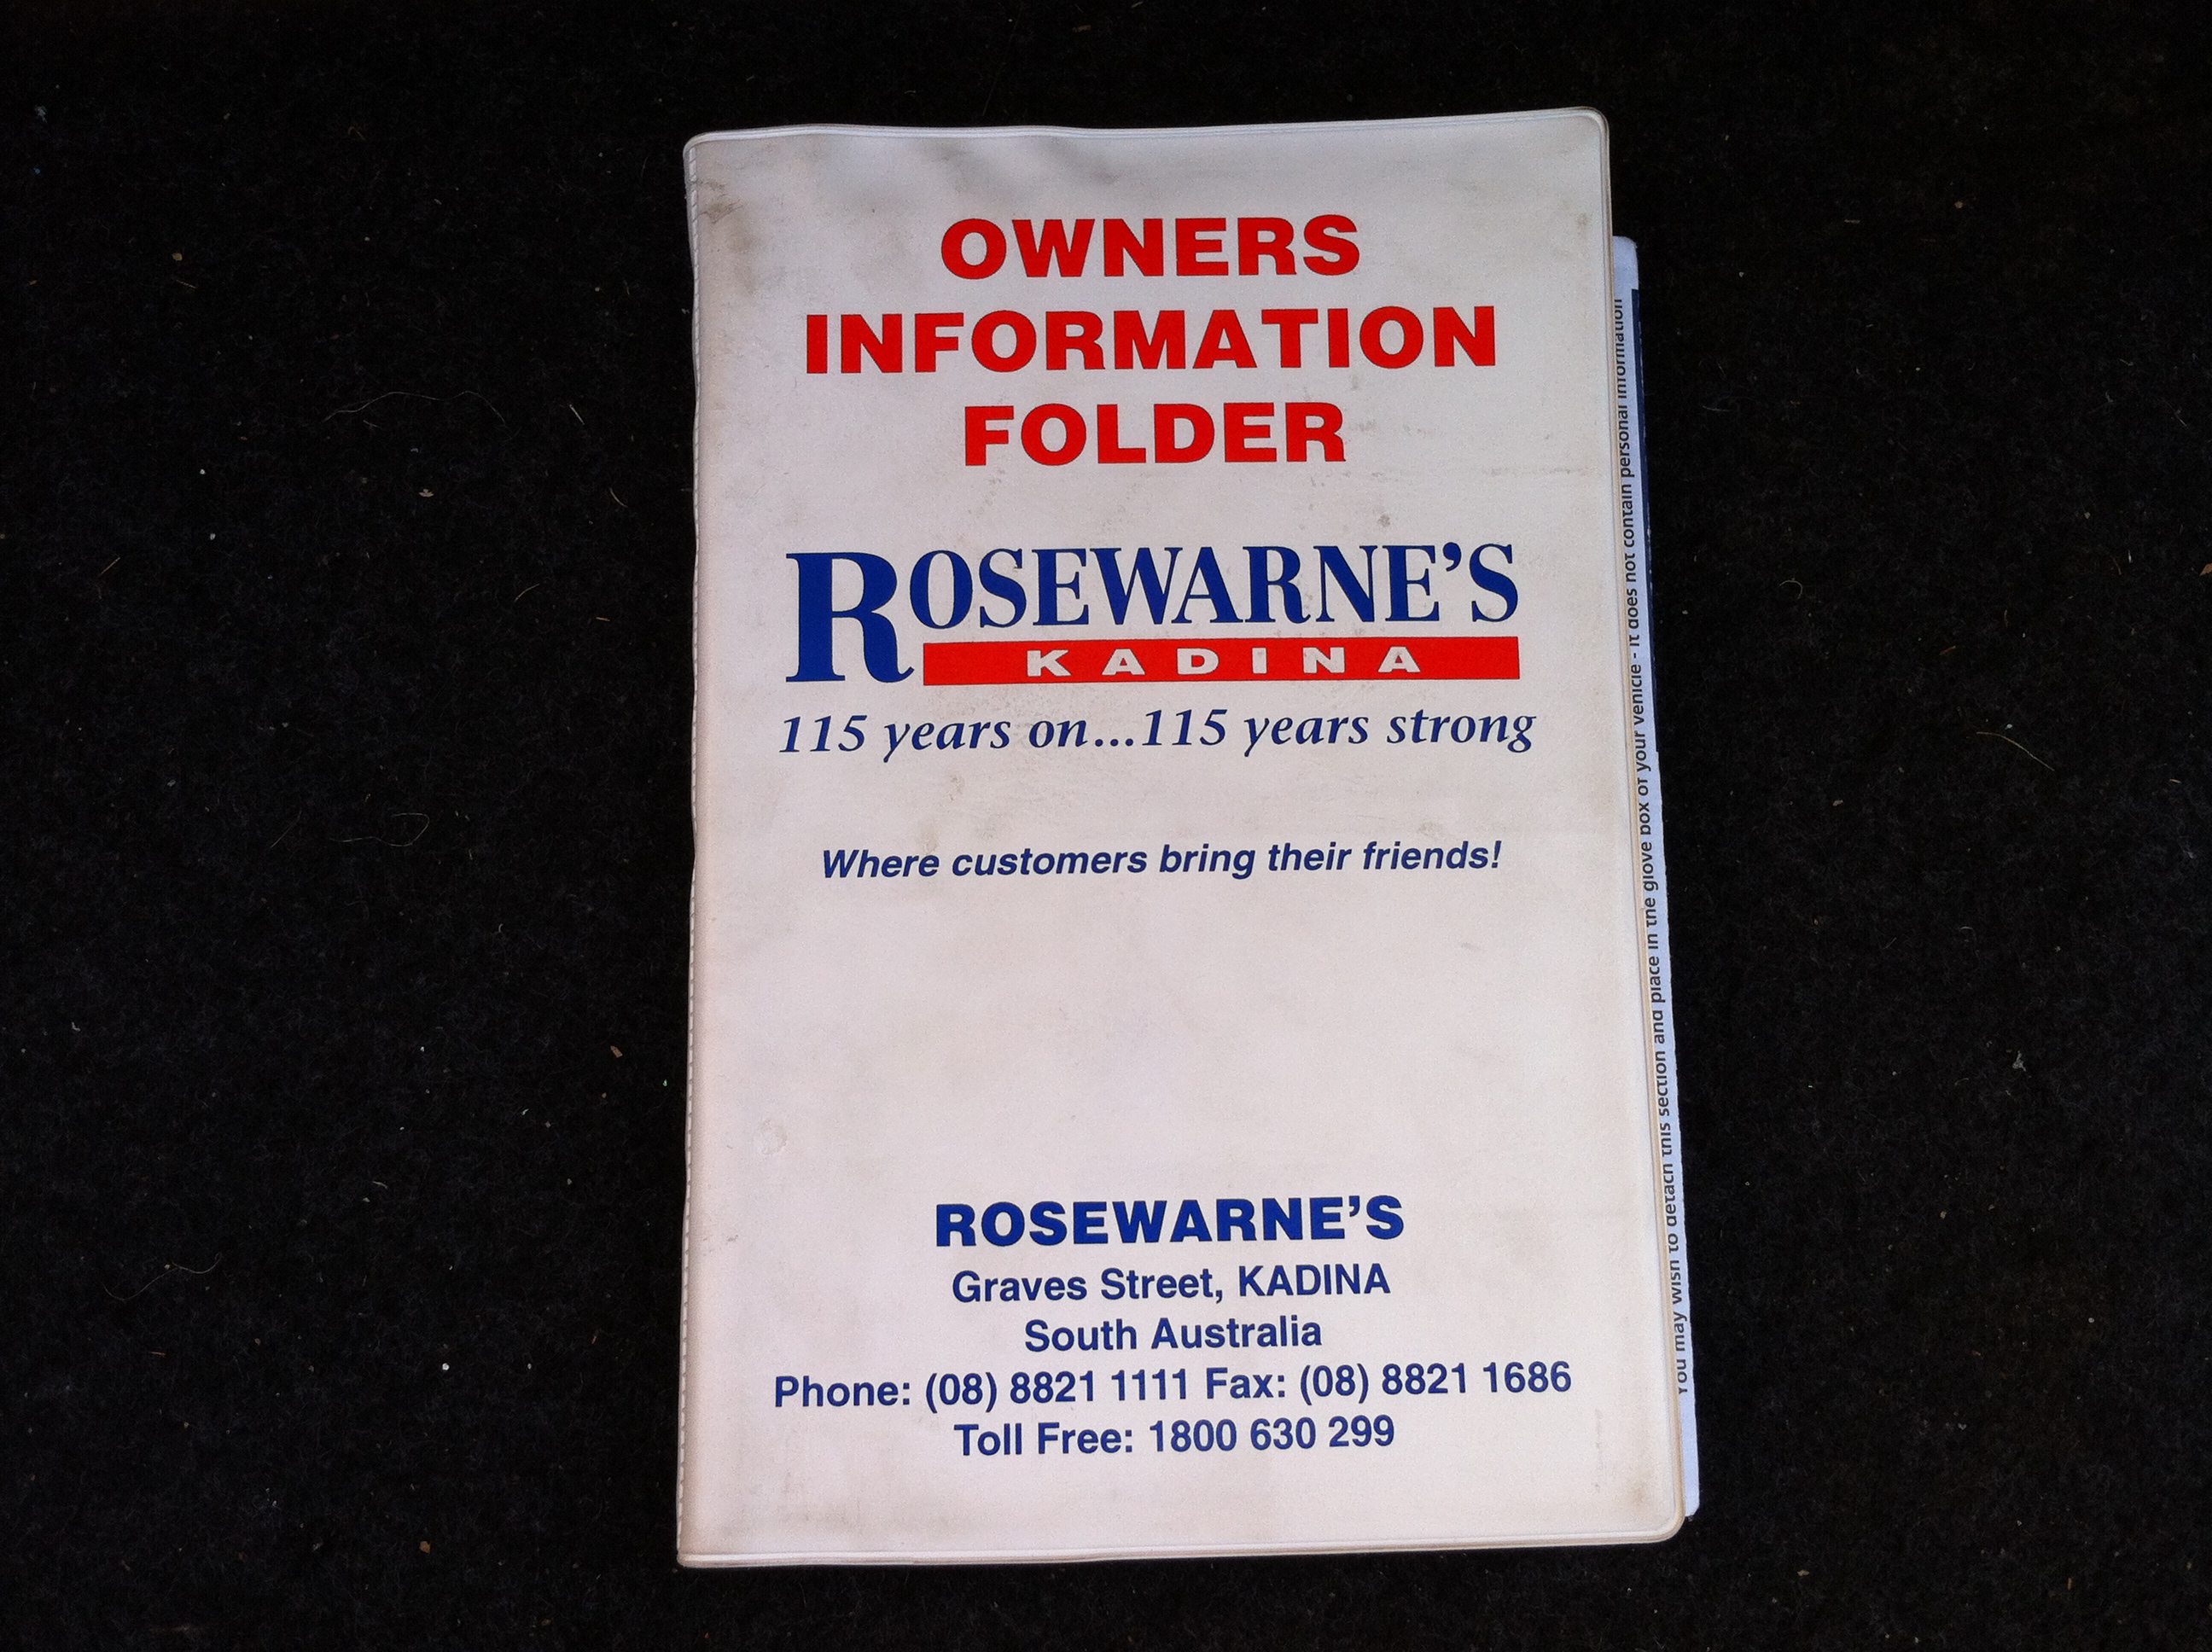 OWNERS
INFORMATION
FOLDER
ROSEWARNE'S
KADINA
115 years on...115 years strong
Where customers bring their friends!
ROSEWARNE'S
Graves Street, KADINA
South Australia
Phone: (08) 8821 1111 Fax: (08) 8821 1686
Toll Free: 1800 630 299
You may wish to detach this section and place in the glove box of your vehicle - it does not contain personal information